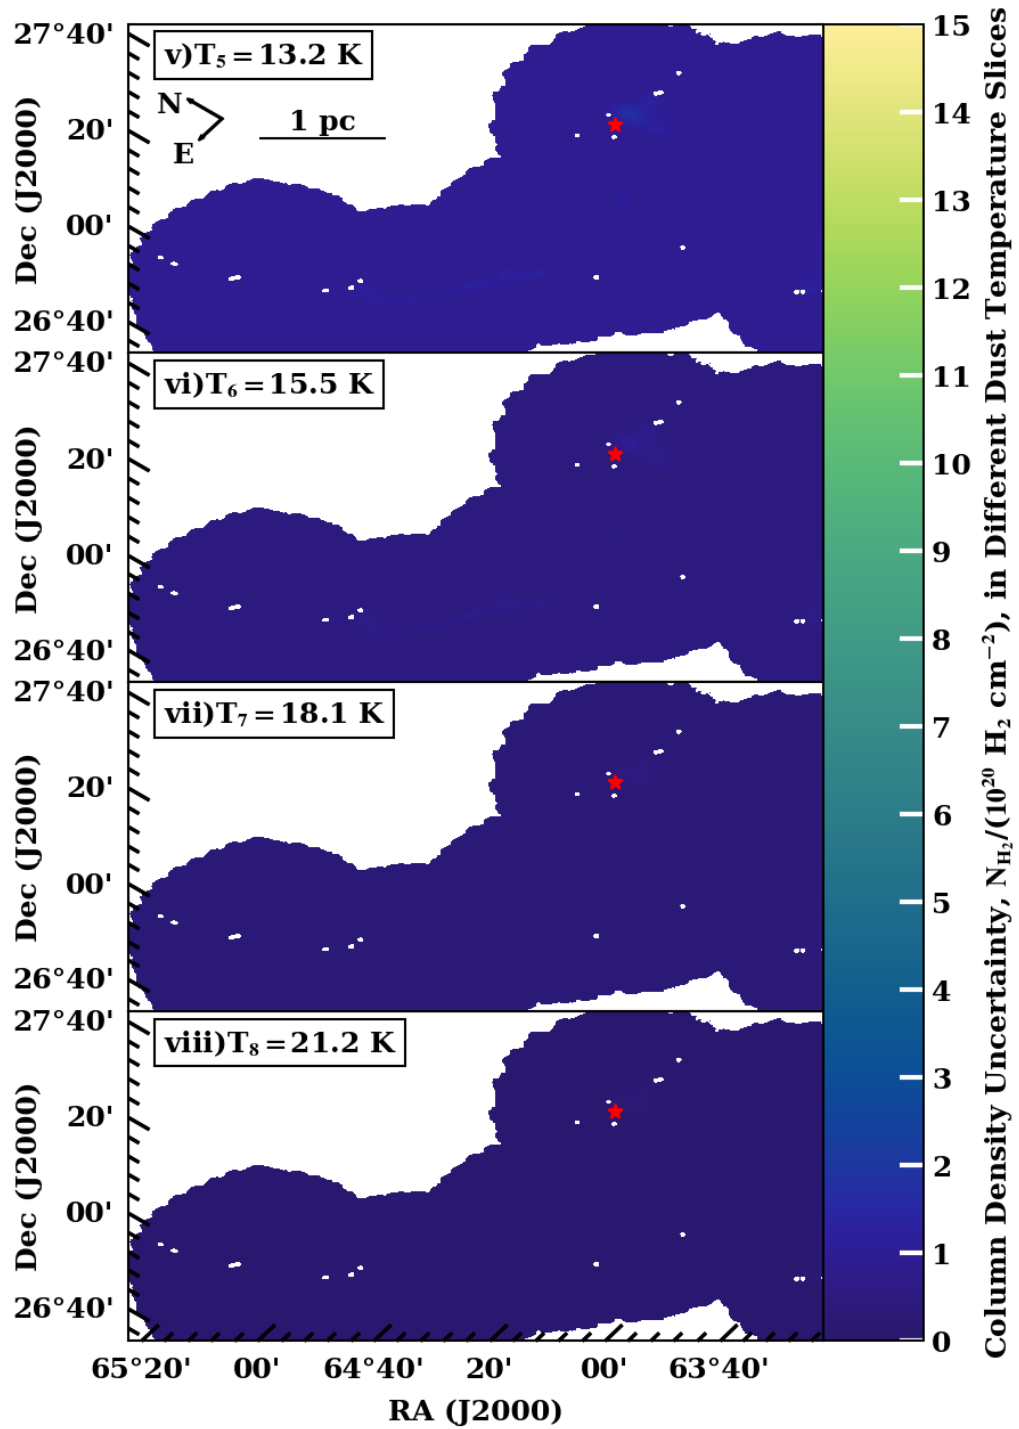 v)T₅ = 13.2 K
N
E
1 pc
27°40'
20'
00'
26°40'
Dec (J2000)
vi)T₆ = 15.5 K
27°40'
20'
00'
26°40'
Dec (J2000)
vii)T₇ = 18.1 K
27°40'
20'
00'
26°40'
Dec (J2000)
viii)T₈ = 21.2 K
27°40'
20'
00'
26°40'
Dec (J2000)
65°20'
00'
64°40'
20'
00'
63°40'
RA (J2000)
15
14
13
12
11
10
9
8
7
6
5
4
3
2
1
0
Column Density Uncertainty, N_H₂/(10²⁰ H₂ cm⁻²), in Different Dust Temperature Slices